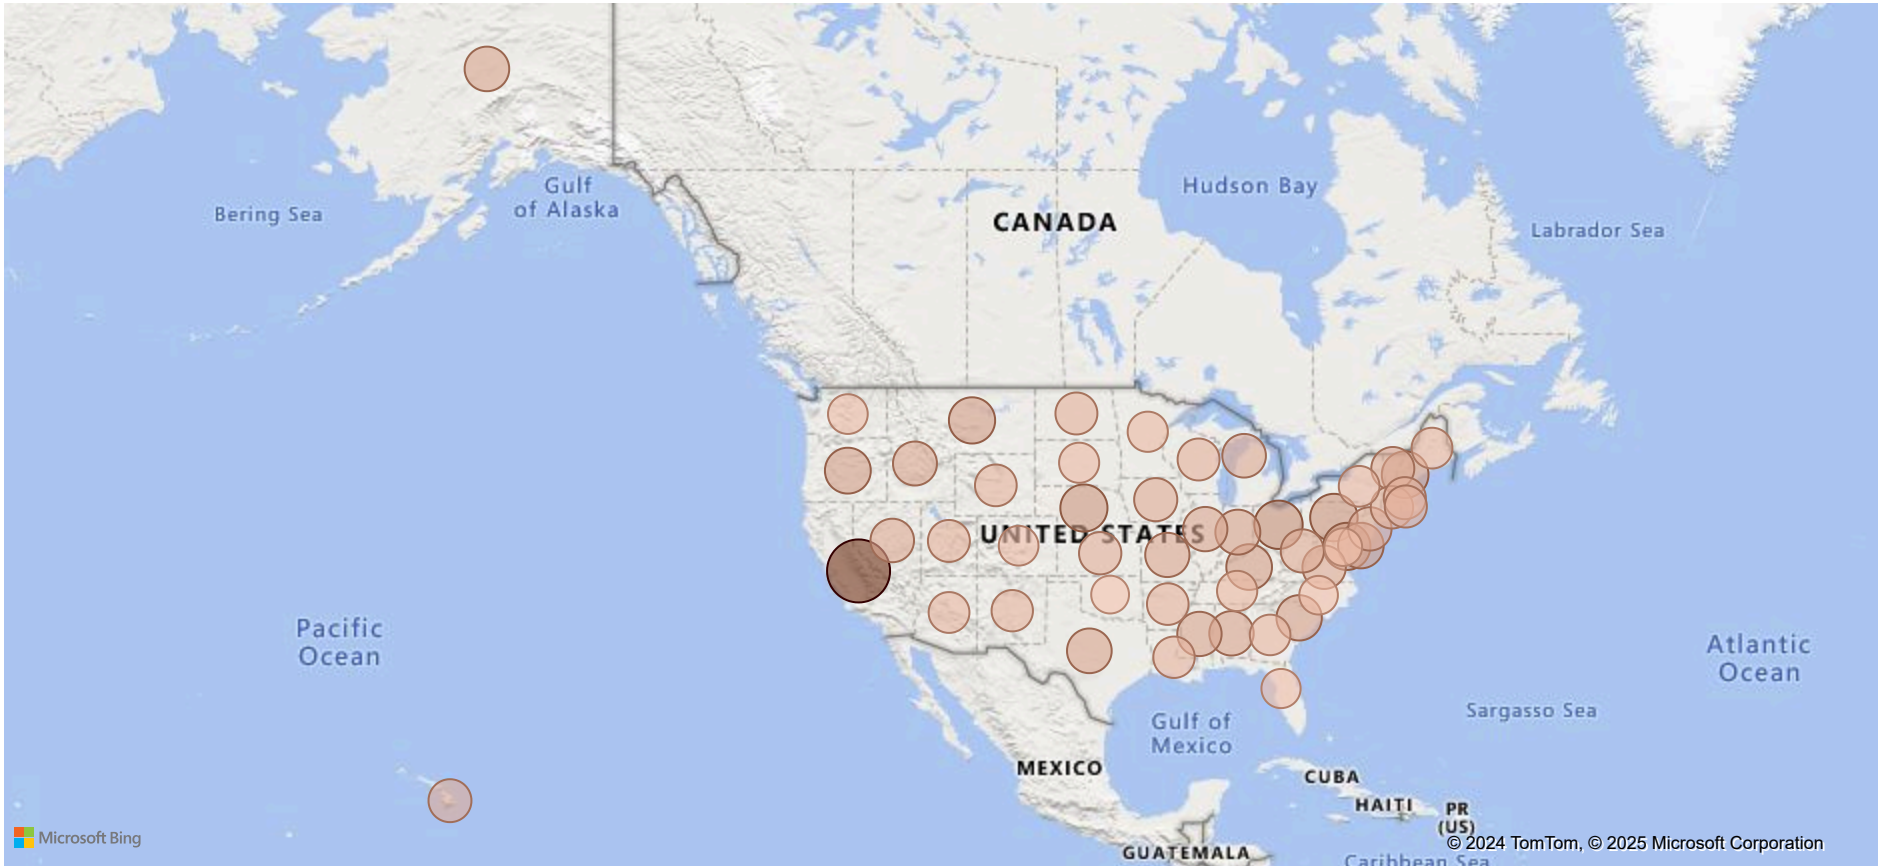 Gulf
of Alaska
Bering Sea
Hudson Bay
CANADA
Labrador Sea
UNITED STATES
Pacific
Ocean
Atlantic
Ocean
Sargasso Sea
Gulf of
Mexico
MEXICO
CUBA
HAITI
PR
(US)
Microsoft Bing
© 2024 TomTom, © 2025 Microsoft Corporation
GUATEMALA
Caribbean Sea